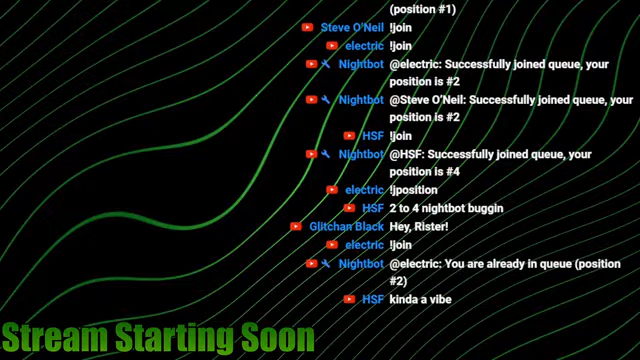 (position #1)
Steve O'Neil !join
electric !join
Nightbot @electric: Successfully joined queue, your
position is #2
Nightbot @Steve O'Neil: Successfully joined queue, your
position is #2
HSF !join
Nightbot @HSF: Successfully joined queue, your
position is #4
electric !jposition
HSF 2 to 4 nightbot buggin
Glitchan Black Hey, Rister!
electric !join
Nightbot @electric: You are already in queue (position
#2)
HSF kinda a vibe
Stream Starting Soon